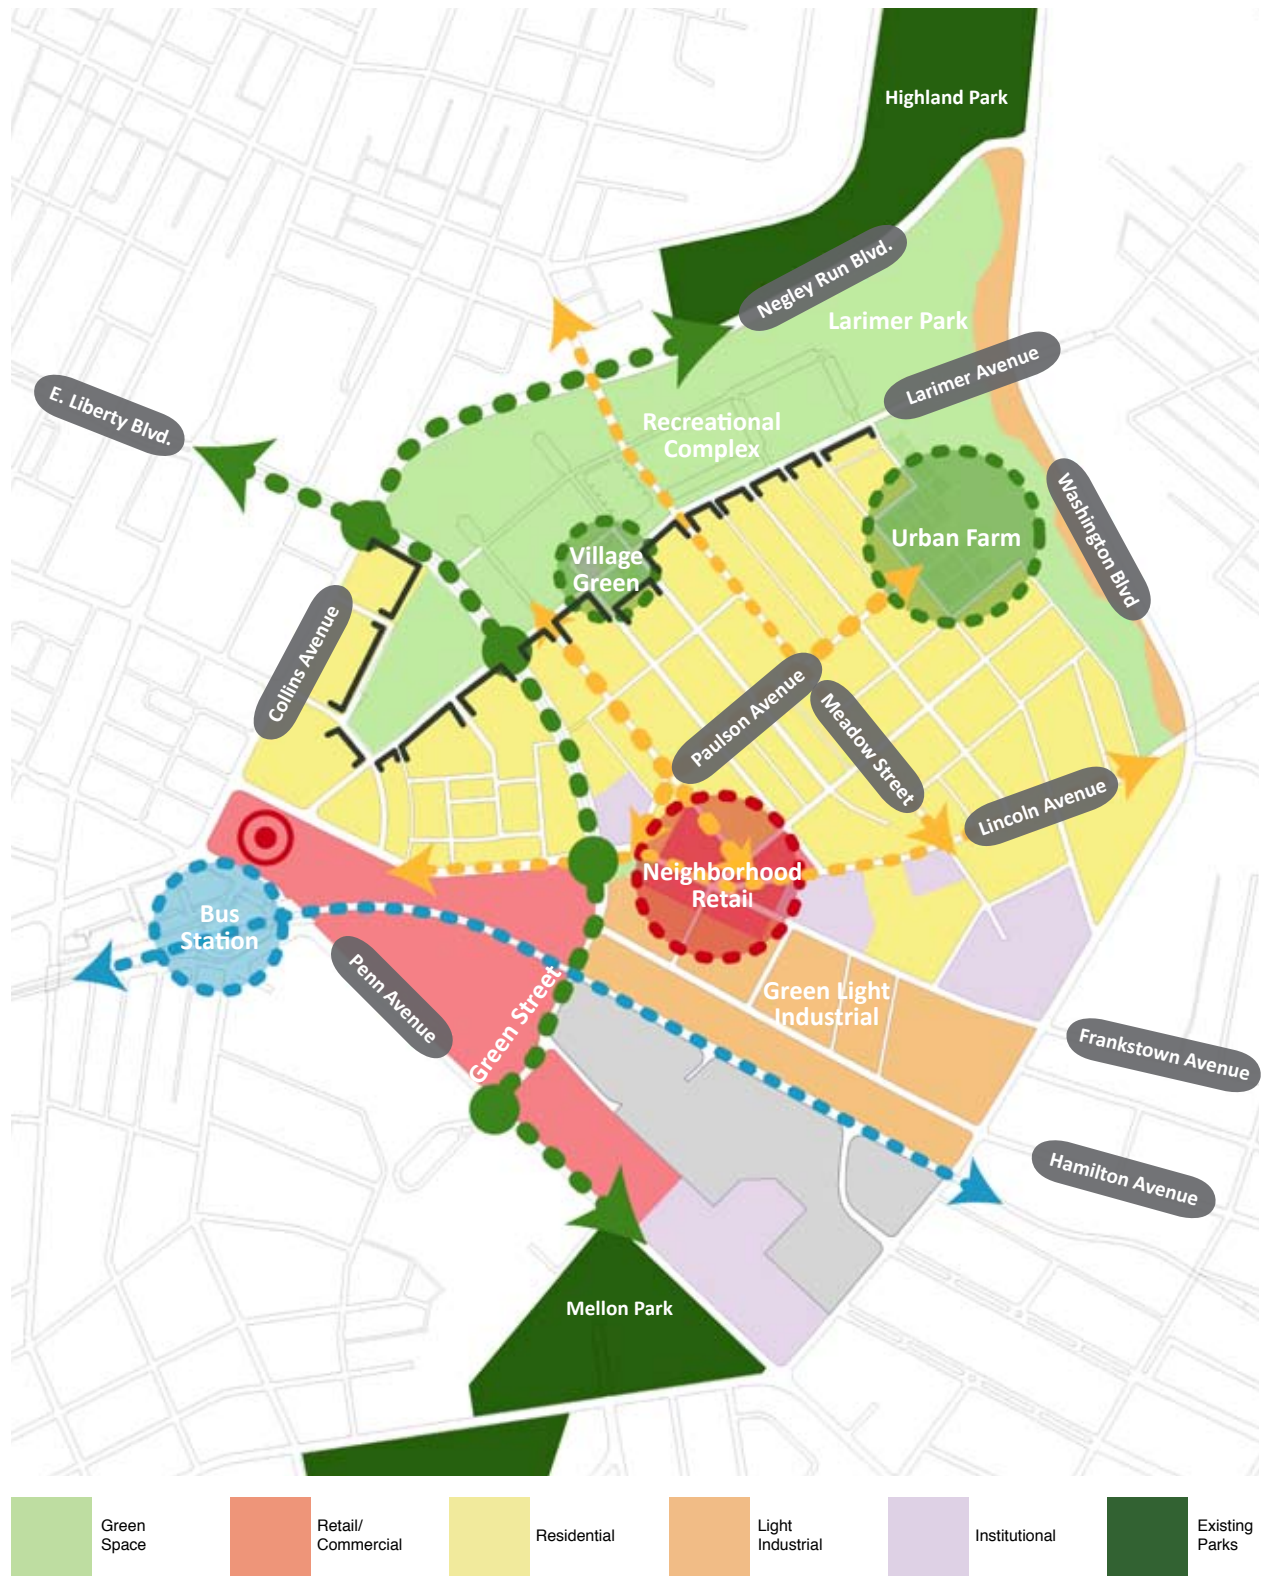 Highland Park
Negley Run Blvd.
Larimer Park
Larimer Avenue
E. Liberty Blvd.
Recreational
Complex
Urban Farm
Washington Blvd
Village
Green
Collins Avenue
Paulson Avenue
Meadow Street
Lincoln Avenue
Neighborhood
Retail
Bus
Station
Penn Avenue
Green Street
Green Light
Industrial
Frankstown Avenue
Hamilton Avenue
Mellon Park
Green
Space
Retail/
Commercial
Residential
Light
Industrial
Institutional
Existing
Parks